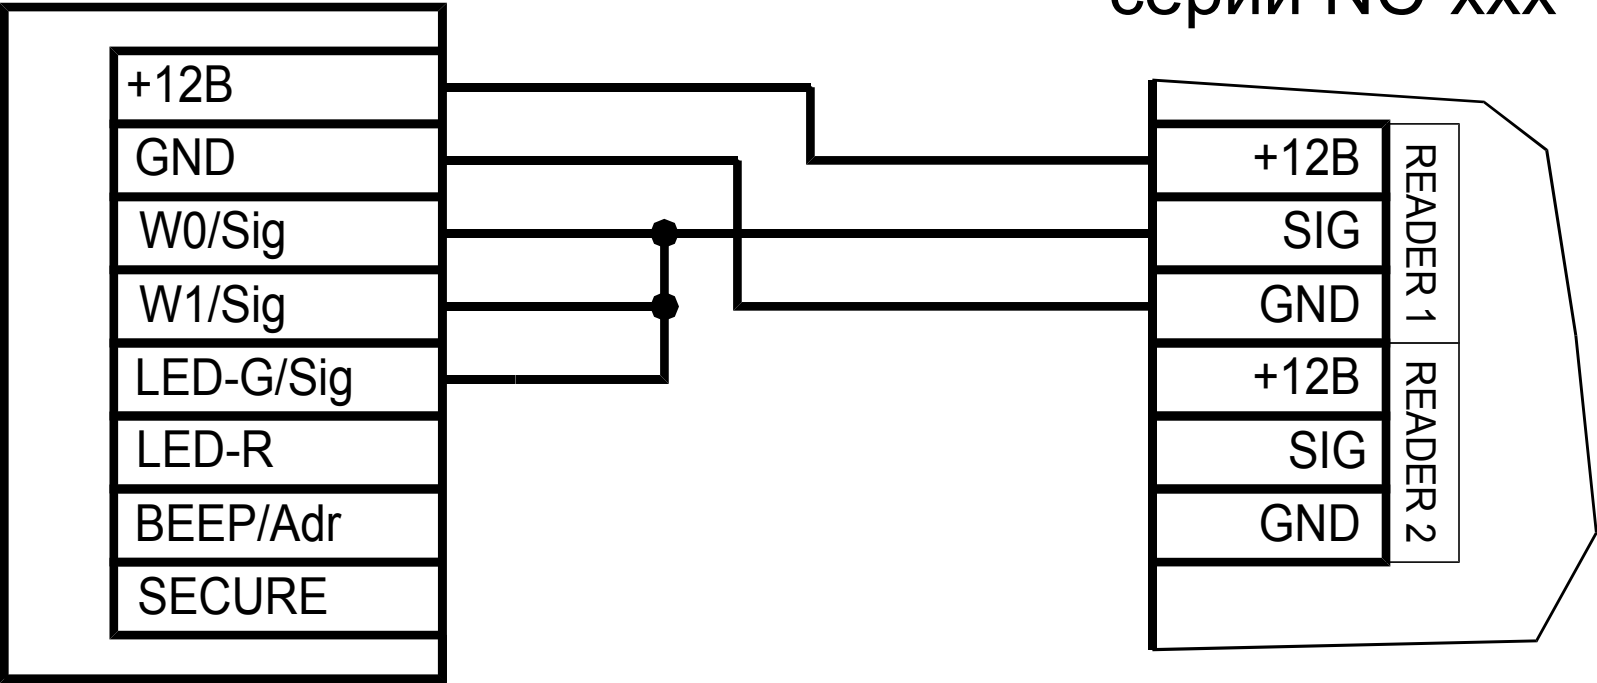 серии NC-xxx
+12В
GND
W0/Sig
W1/Sig
LED-G/Sig
LED-R
BEEP/Adr
SECURE
+12В
SIG
GND
+12В
SIG
GND
READER 1
READER 2